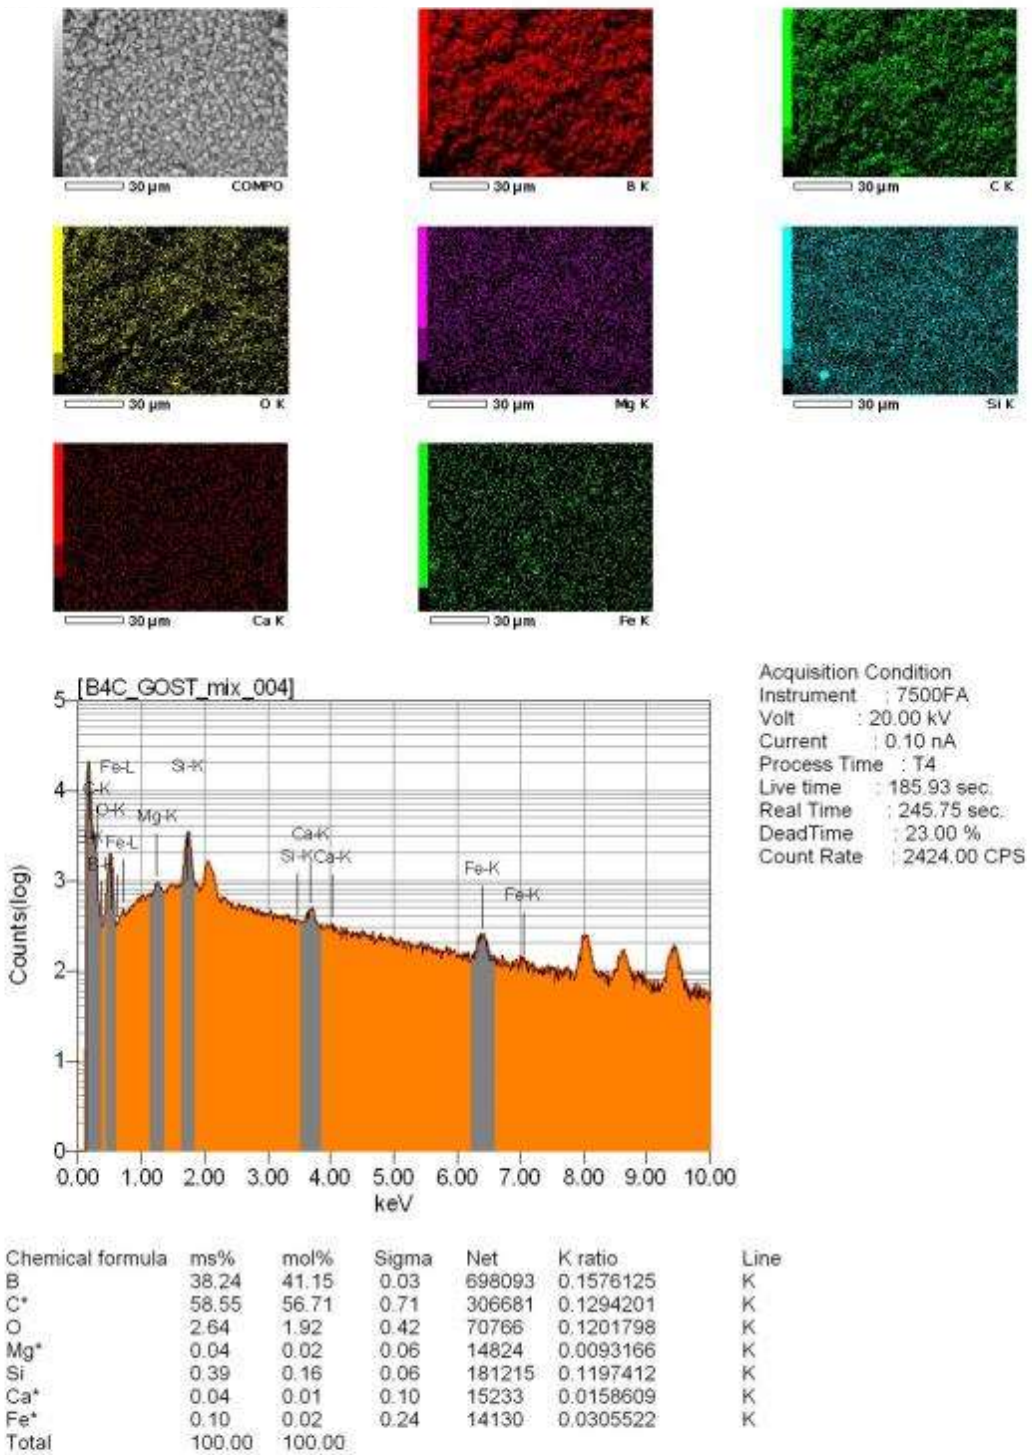 30 µm COMPO
30 µm B K
30 µm C K
30 µm O K
30 µm Mg K
30 µm Si K
30 µm Ca K
30 µm Fe K
[B4C_GOST_mix_004]
Counts(log)
5
4
3
2
1
0
Fe-L
Si-K
O-K
Mg-K
Fe-L
Ca-K
Si-K
Ca-K
Fe-K
Fe-K
0.00 1.00 2.00 3.00 4.00 5.00 6.00 7.00 8.00 9.00 10.00
keV
Acquisition Condition
Instrument : 7500FA
Volt : 20.00 kV
Current : 0.10 nA
Process Time : T4
Live time : 185.93 sec.
Real Time : 245.75 sec.
DeadTime : 23.00 %
Count Rate : 2424.00 CPS
Chemical formula ms% mol% Sigma Net K ratio Line
B 38.24 41.15 0.03 698093 0.1576125 K
C* 58.55 56.71 0.71 306681 0.1294201 K
O 2.64 1.92 0.42 70766 0.1201798 K
Mg* 0.04 0.02 0.06 14824 0.0093166 K
Si 0.39 0.16 0.06 181215 0.1197412 K
Ca* 0.04 0.01 0.10 15233 0.0158609 K
Fe* 0.10 0.02 0.24 14130 0.0305522 K
Total 100.00 100.00